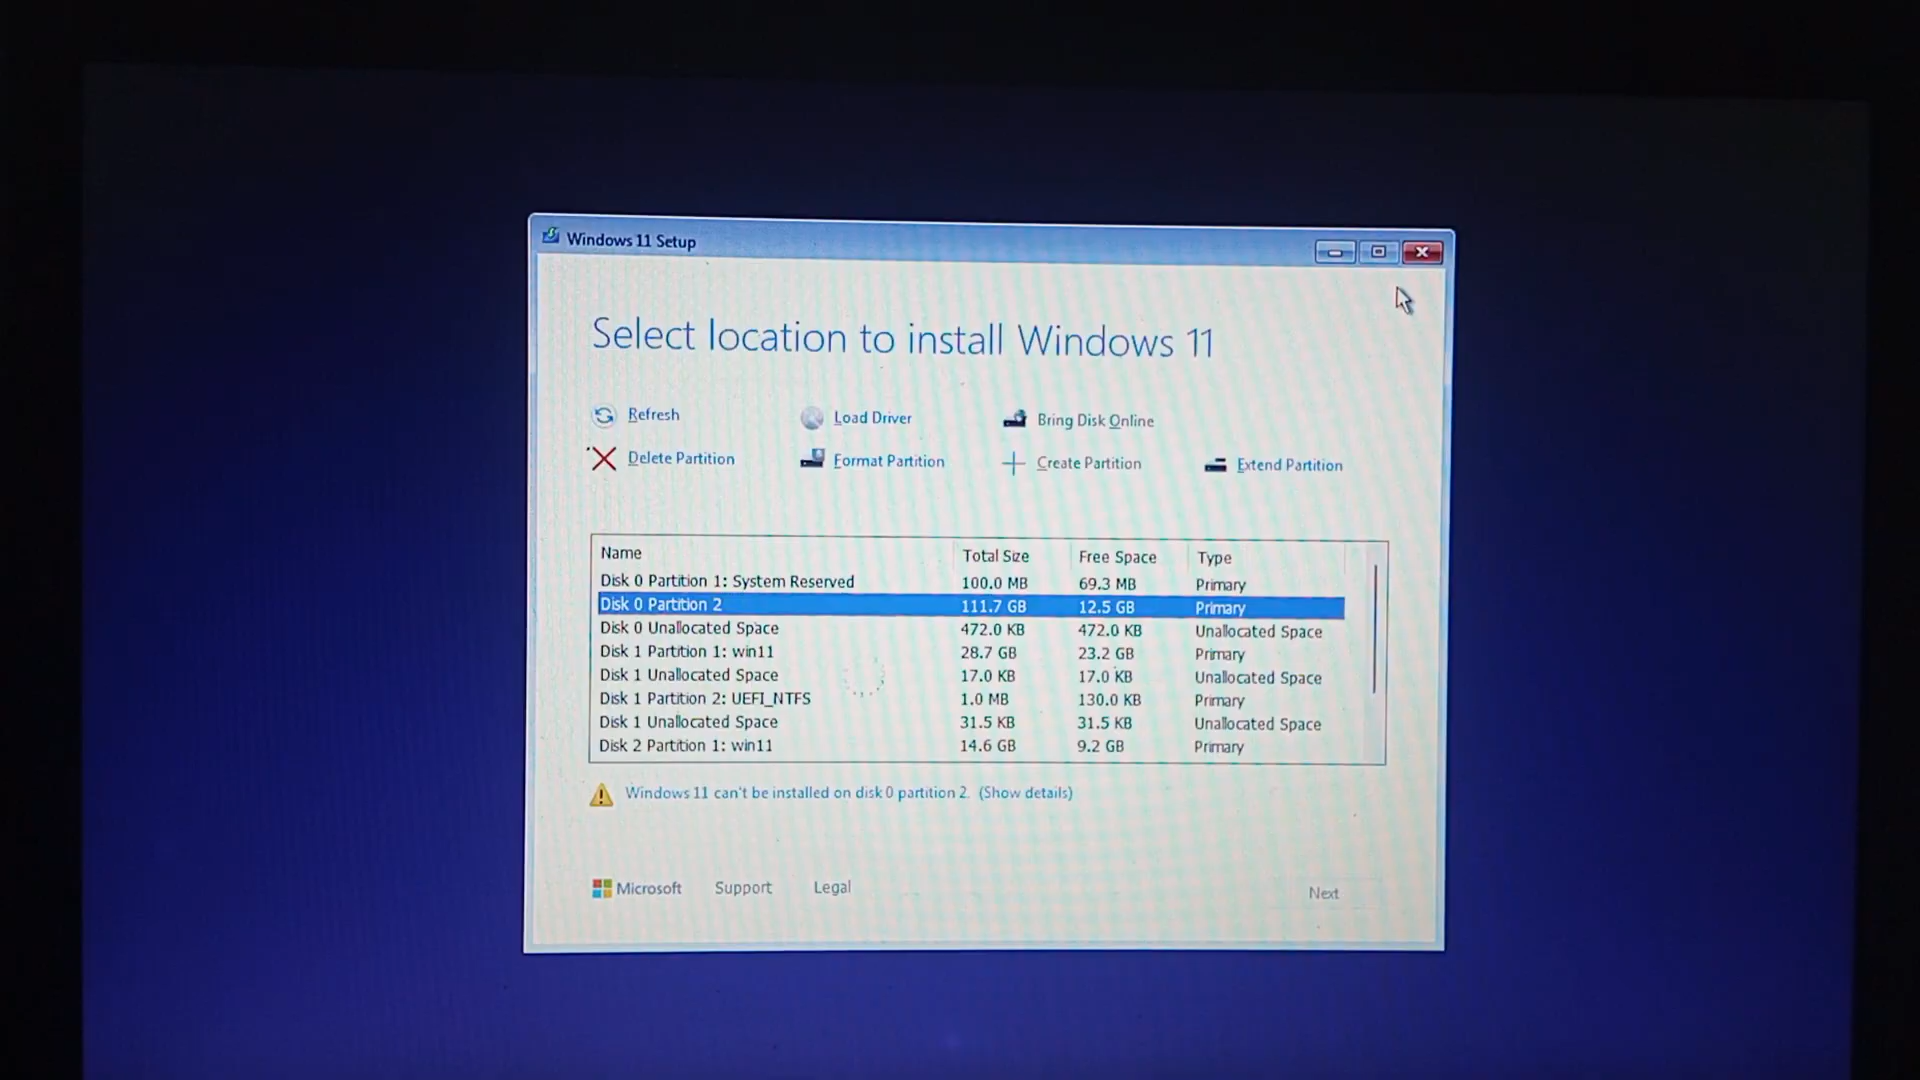 Windows 11 Setup
Select location to install Windows 11
Refresh
Load Driver
Bring Disk Online
Delete Partition
Format Partition
Create Partition
Extend Partition
Name Total Size Free Space Type
Disk 0 Partition 1: System Reserved 100.0 MB 69.3 MB Primary
Disk 0 Partition 2 111.7 GB 12.5 GB Primary
Disk 0 Unallocated Space 472.0 KB 472.0 KB Unallocated Space
Disk 1 Partition 1: win11 28.7 GB 23.2 GB Primary
Disk 1 Unallocated Space 17.0 KB 17.0 KB Unallocated Space
Disk 1 Partition 2: UEFI_NTFS 1.0 MB 130.0 KB Primary
Disk 1 Unallocated Space 31.5 KB 31.5 KB Unallocated Space
Disk 2 Partition 1: win11 14.6 GB 9.2 GB Primary
Windows 11 can't be installed on disk 0 partition 2. (Show details)
Microsoft Support Legal
Next